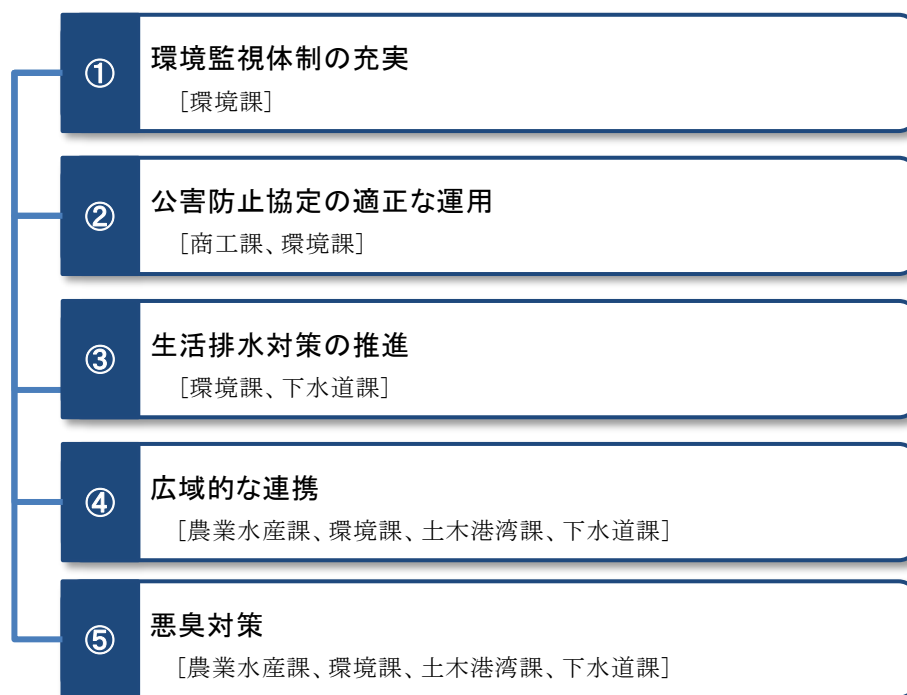 ① 環境監視体制の充実
［環境課］
② 公害防止協定の適正な運用
［商工課、環境課］
③ 生活排水対策の推進
［環境課、下水道課］
④ 広域的な連携
［農業水産課、環境課、土木港湾課、下水道課］
⑤ 悪臭対策
［農業水産課、環境課、土木港湾課、下水道課］